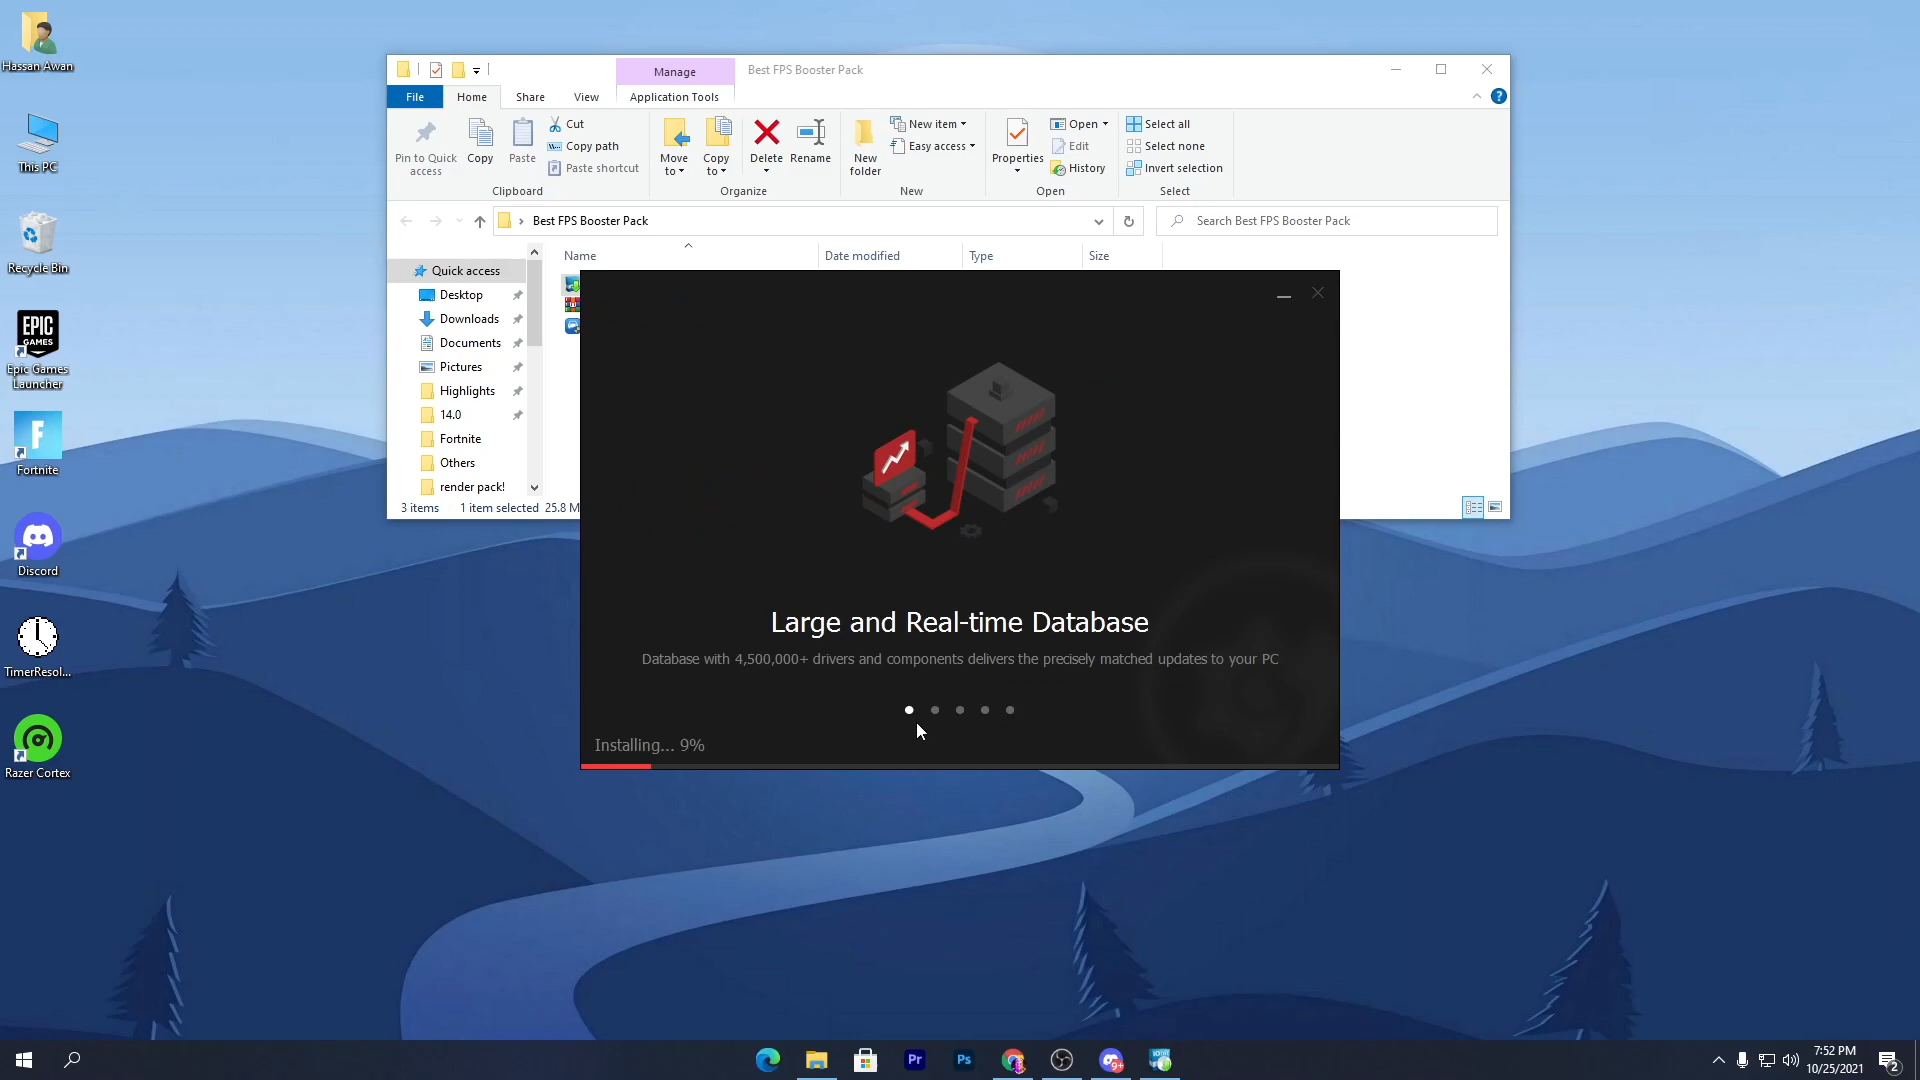 Hassan Awan
This PC
Recycle Bin
EPIC
GAMES
Epic Games
Launcher
Fortnite
Discord
TimerResol...
Razer Cortex
Manage
Best FPS Booster Pack
File
Home
Share
View
Application Tools
Pin to Quick
access
Copy
Paste
Cut
Copy path
Paste shortcut
Clipboard
Move
to
Copy
to
Delete
Rename
Organize
New
folder
New item
Easy access
New
Properties
Open
Edit
History
Open
Select all
Select none
Invert selection
Select
Best FPS Booster Pack
Search Best FPS Booster Pack
Name
Date modified
Type
Size
Quick access
Desktop
Downloads
Documents
Pictures
Highlights
14.0
Fortnite
Others
render pack!
3 items
1 item selected 25.8 M
Large and Real-time Database
Database with 4,500,000+ drivers and components delivers the precisely matched updates to your PC
Installing... 9%
Pr
Ps
9+
7:52 PM
10/25/2021
2